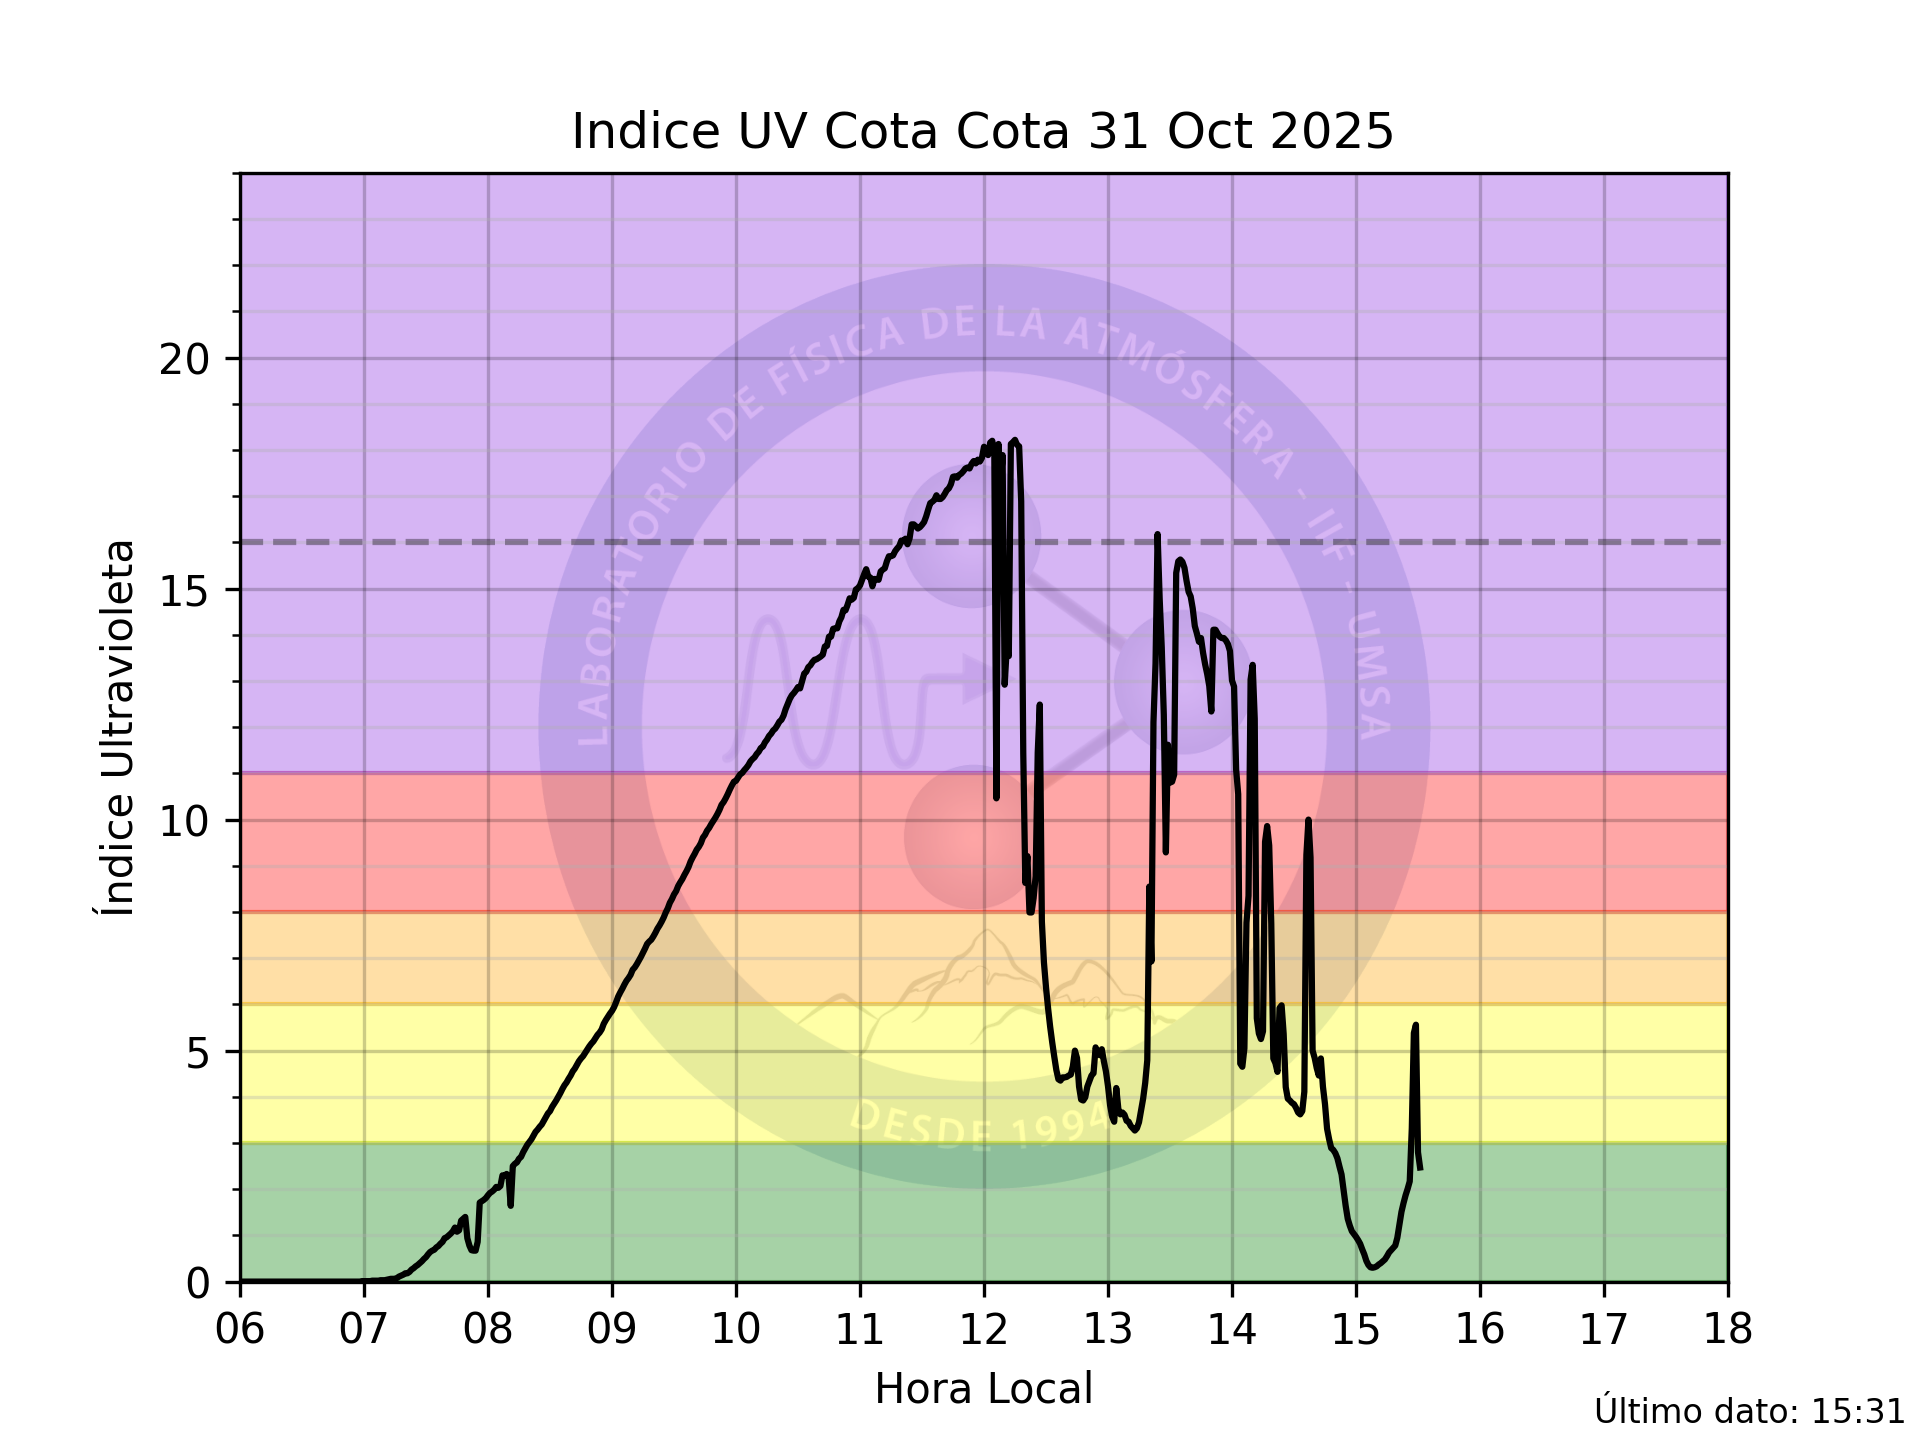 Indice UV Cota Cota 31 Oct 2025
LABORATORIO DE FÍSICA DE LA ATMÓSFERA - IIF - UMSA
DESDE 1994
Índice Ultravioleta
20
15
10
5
0
06 07 08 09 10 11 12 13 14 15 16 17 18
Hora Local
Último dato: 15:31